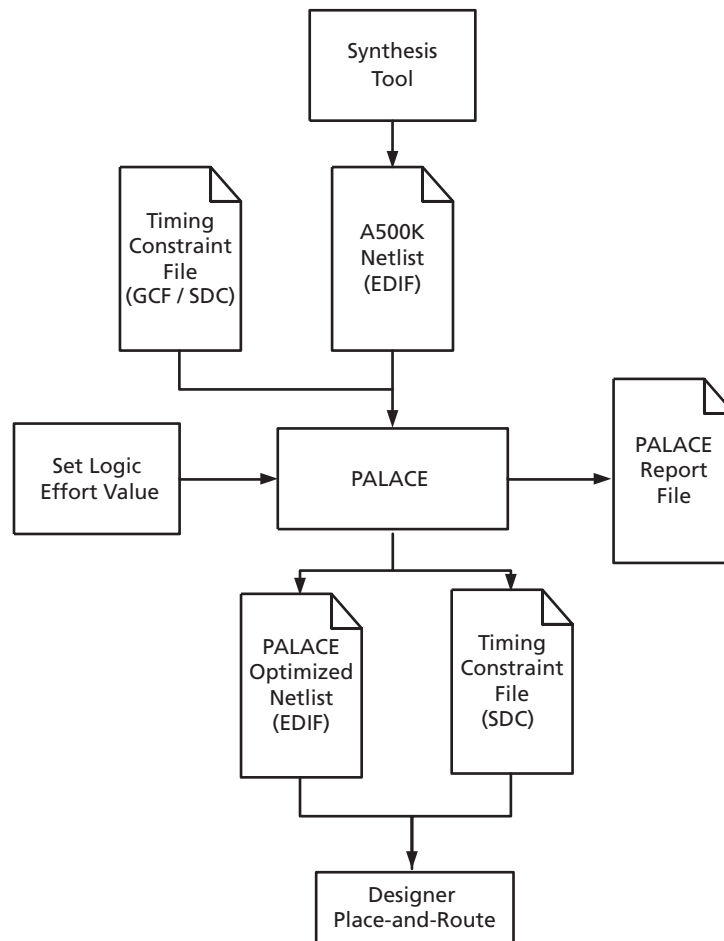 Synthesis
Tool
Timing
Constraint
File
(GCF / SDC)
A500K
Netlist
(EDIF)
PALACE
Report
File
Set Logic
Effort Value
PALACE
PALACE
Optimized
Netlist
(EDIF)
Timing
Constraint
File
(SDC)
Designer
Place-and-Route